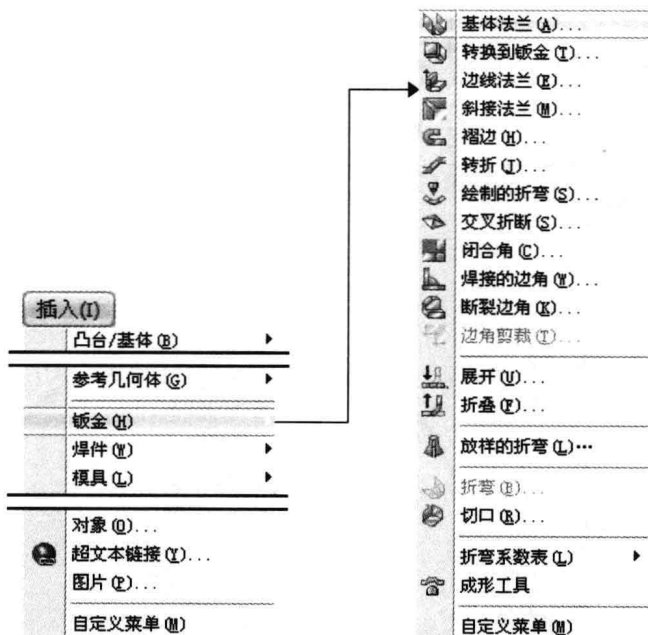 插入(I)
凸台/基体(B)
参考几何体(G)
钣金(H)
焊件(W)
模具(L)
对象(O)...
超文本链接(Y)...
图片(P)...
自定义菜单(M)
基体法兰(A)...
转换到钣金(T)...
边线法兰(E)...
斜接法兰(M)...
褶边(H)...
转折(J)...
绘制的折弯(S)...
交叉折断(S)...
闭合角(C)...
焊接的边角(W)...
断裂边角(K)...
边角剪裁(T)...
展开(U)...
折叠(F)...
放样的折弯(L)...
折弯(B)...
切口(R)...
折弯系数表(L)
成形工具
自定义菜单(M)